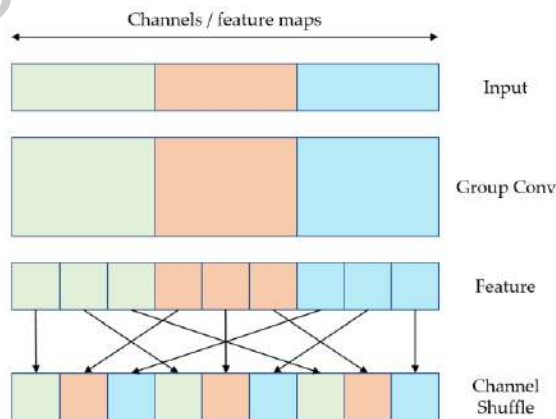 Channels / feature maps
Input
Group Conv
Feature
Channel
Shuffle